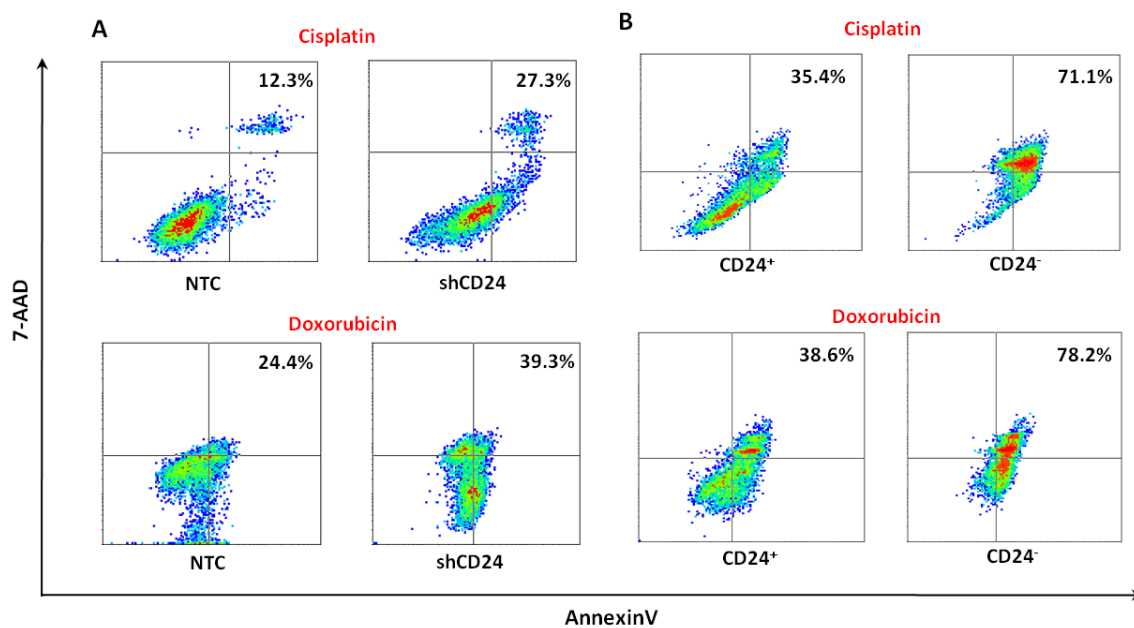 A
Cisplatin
12.3%
27.3%
NTC
shCD24
Doxorubicin
24.4%
39.3%
NTC
shCD24
B
Cisplatin
35.4%
71.1%
CD24⁺
CD24⁻
Doxorubicin
38.6%
78.2%
CD24⁺
CD24⁻
7-AAD
AnnexinV